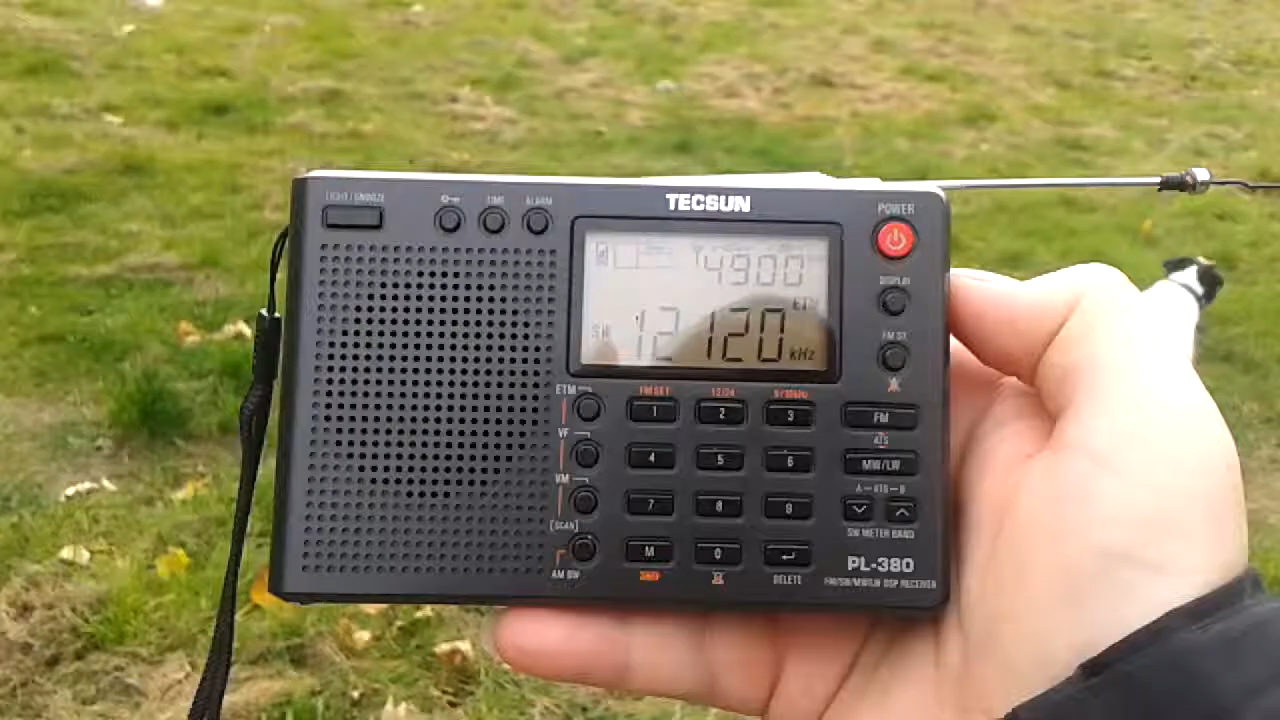 TECSUN
LIGHT / SNOOZE
TIME
ALARM
POWER
4900
DISPLAY
ETM
SW
12120 kHz
FM ST
ETM
FM SET
12/24
9/10kHz
1
2
3
FM
VF
ATS
4
5
6
MW/LW
VM
A — ATS — B
7
8
9
[SCAN]
SW METER BAND
M
0
PL-380
AM BW
DELETE
FM/SW/MW/LW DSP RECEIVER